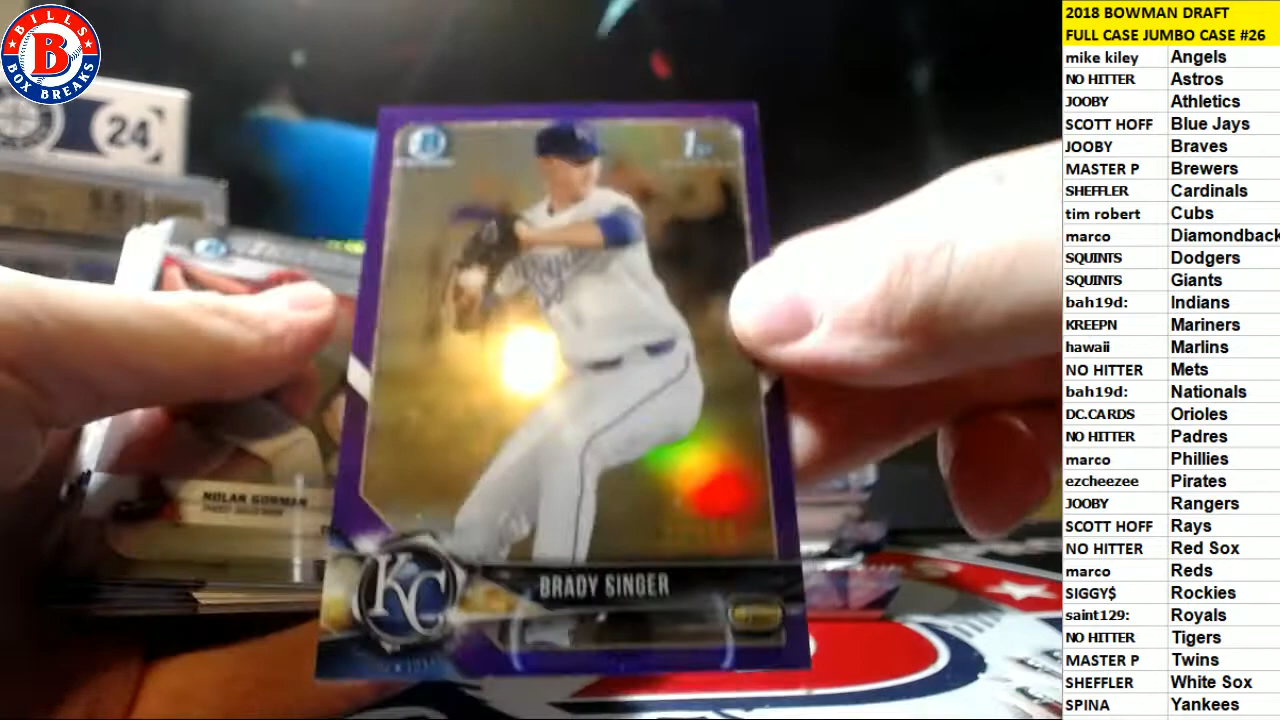 BILLS
B
BOX BREAKS
24
9.5
B
1st
NOLAN GORMAN
KC
BRADY SINGER
2018 BOWMAN DRAFT
FULL CASE JUMBO CASE #26
mike kiley Angels
NO HITTER Astros
JOOBY Athletics
SCOTT HOFF Blue Jays
JOOBY Braves
MASTER P Brewers
SHEFFLER Cardinals
tim robert Cubs
marco Diamondback
SQUINTS Dodgers
SQUINTS Giants
bah19d: Indians
KREEPN Mariners
hawaii Marlins
NO HITTER Mets
bah19d: Nationals
DC.CARDS Orioles
NO HITTER Padres
marco Phillies
ezcheezee Pirates
JOOBY Rangers
SCOTT HOFF Rays
NO HITTER Red Sox
marco Reds
SIGGY$ Rockies
saint129: Royals
NO HITTER Tigers
MASTER P Twins
SHEFFLER White Sox
SPINA Yankees